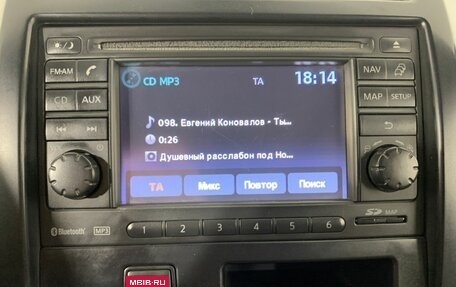 CD MP3 TA 18:14
FM·AM NAV
098. Евгений Коновалов - Ты...
CD AUX MAP SETUP
0:26
Душевный расслабон под Но...
TA Микс Повтор Поиск
Bluetooth MP3 1 2 3 4 5 6 SD MAP
MEIB-RU